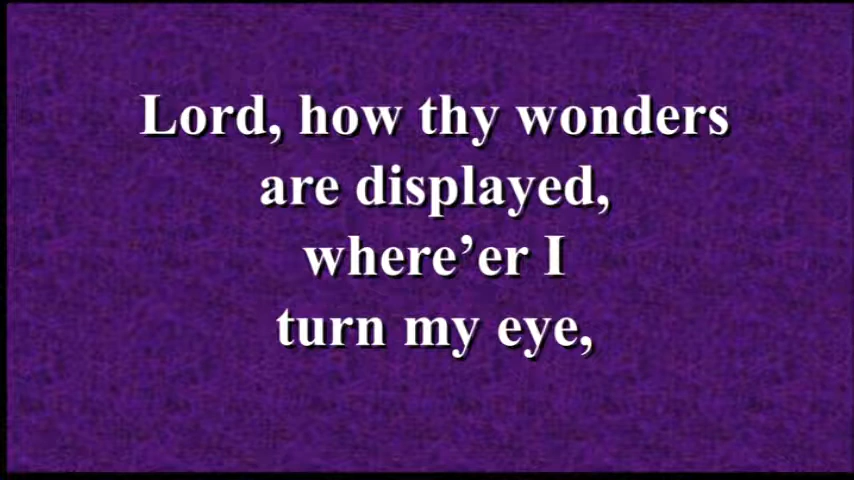 Lord, how thy wonders
are displayed,
where’er I
turn my eye,